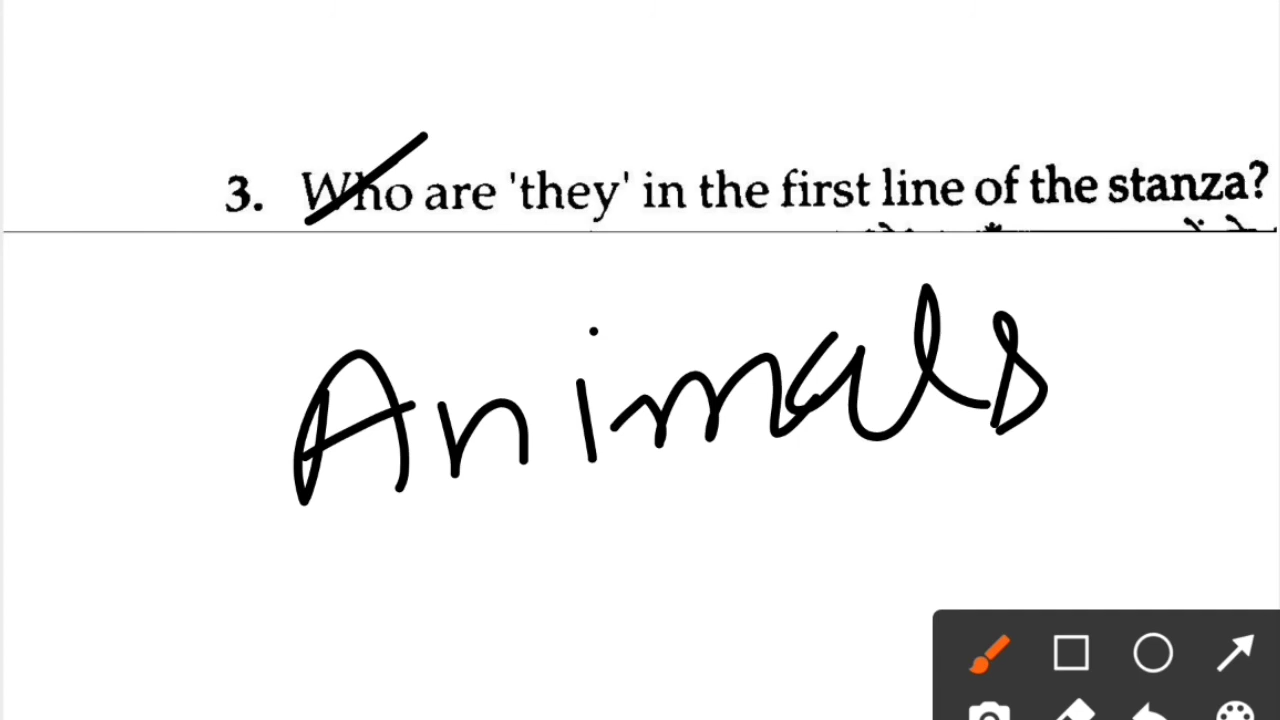 3. Who are 'they' in the first line of the stanza?
Animals